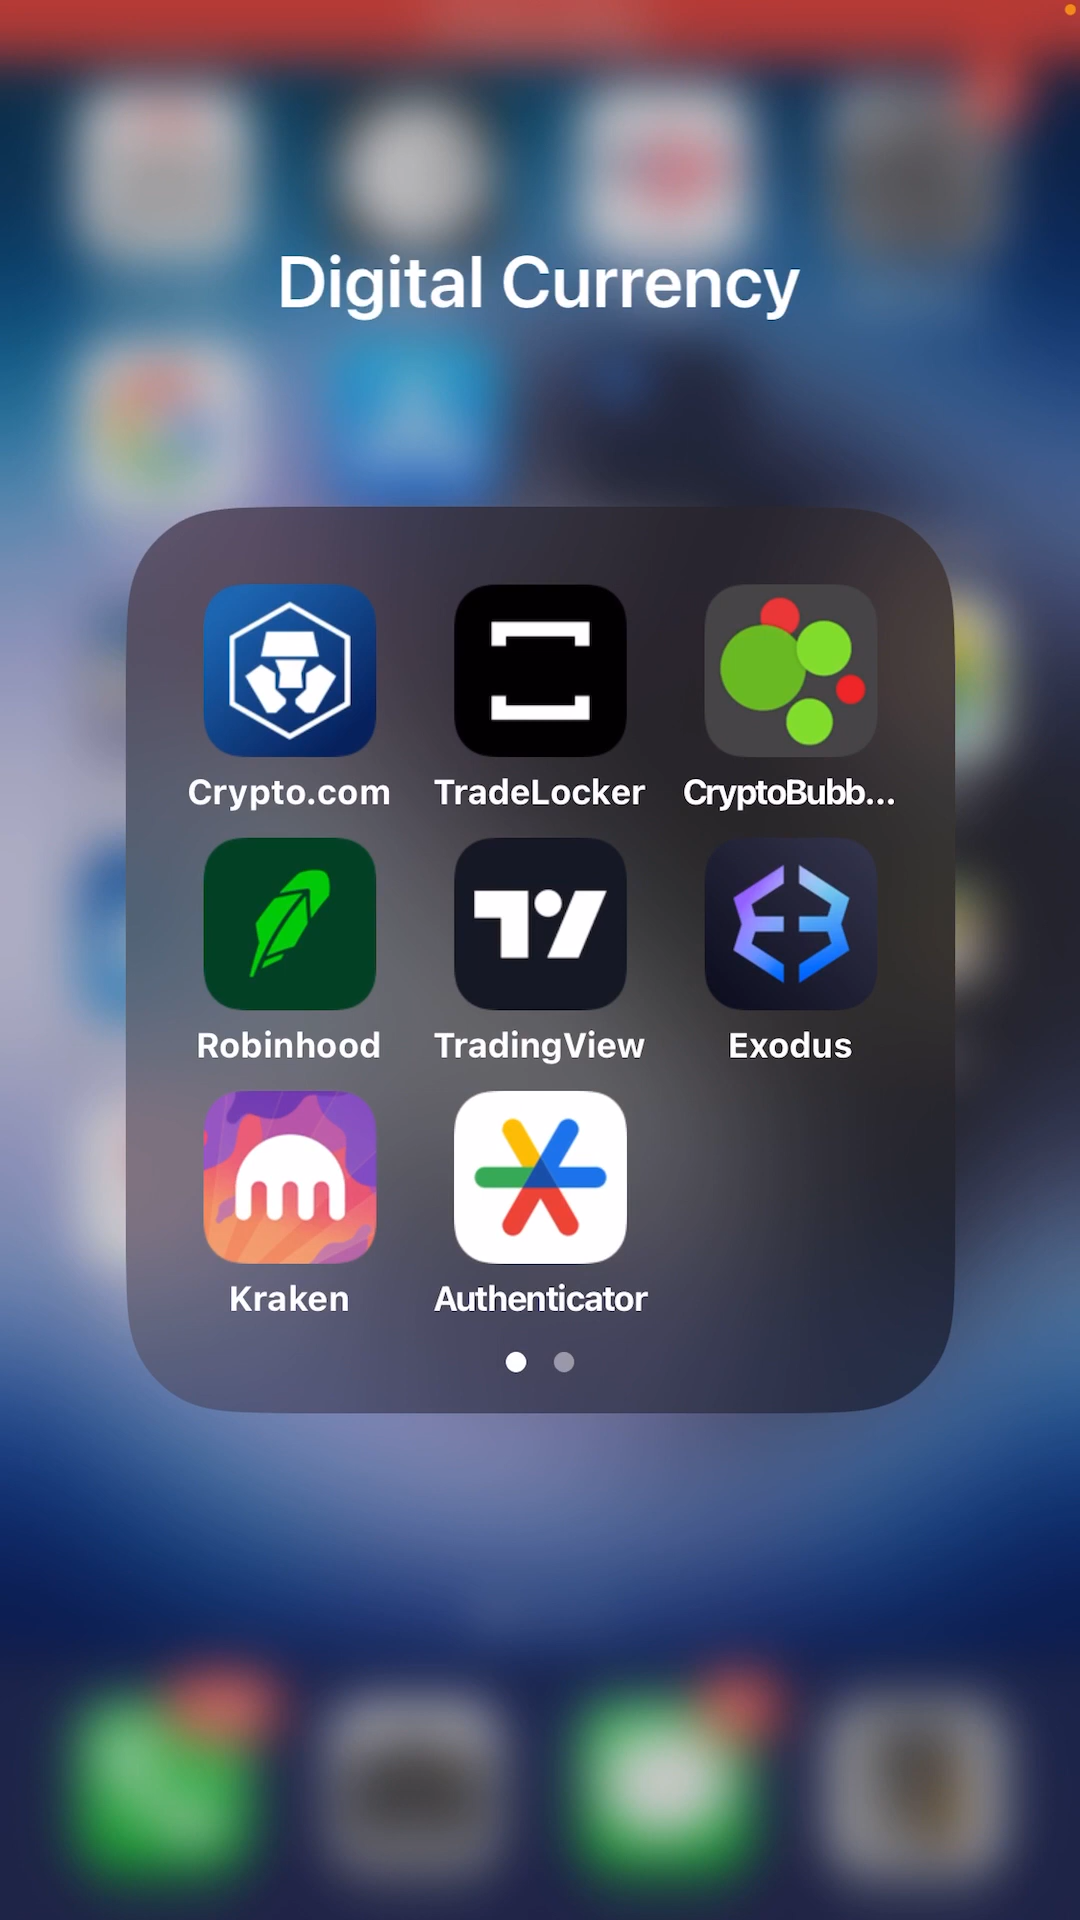 Digital Currency
Crypto.com TradeLocker CryptoBubb...
Robinhood TradingView Exodus
Kraken Authenticator